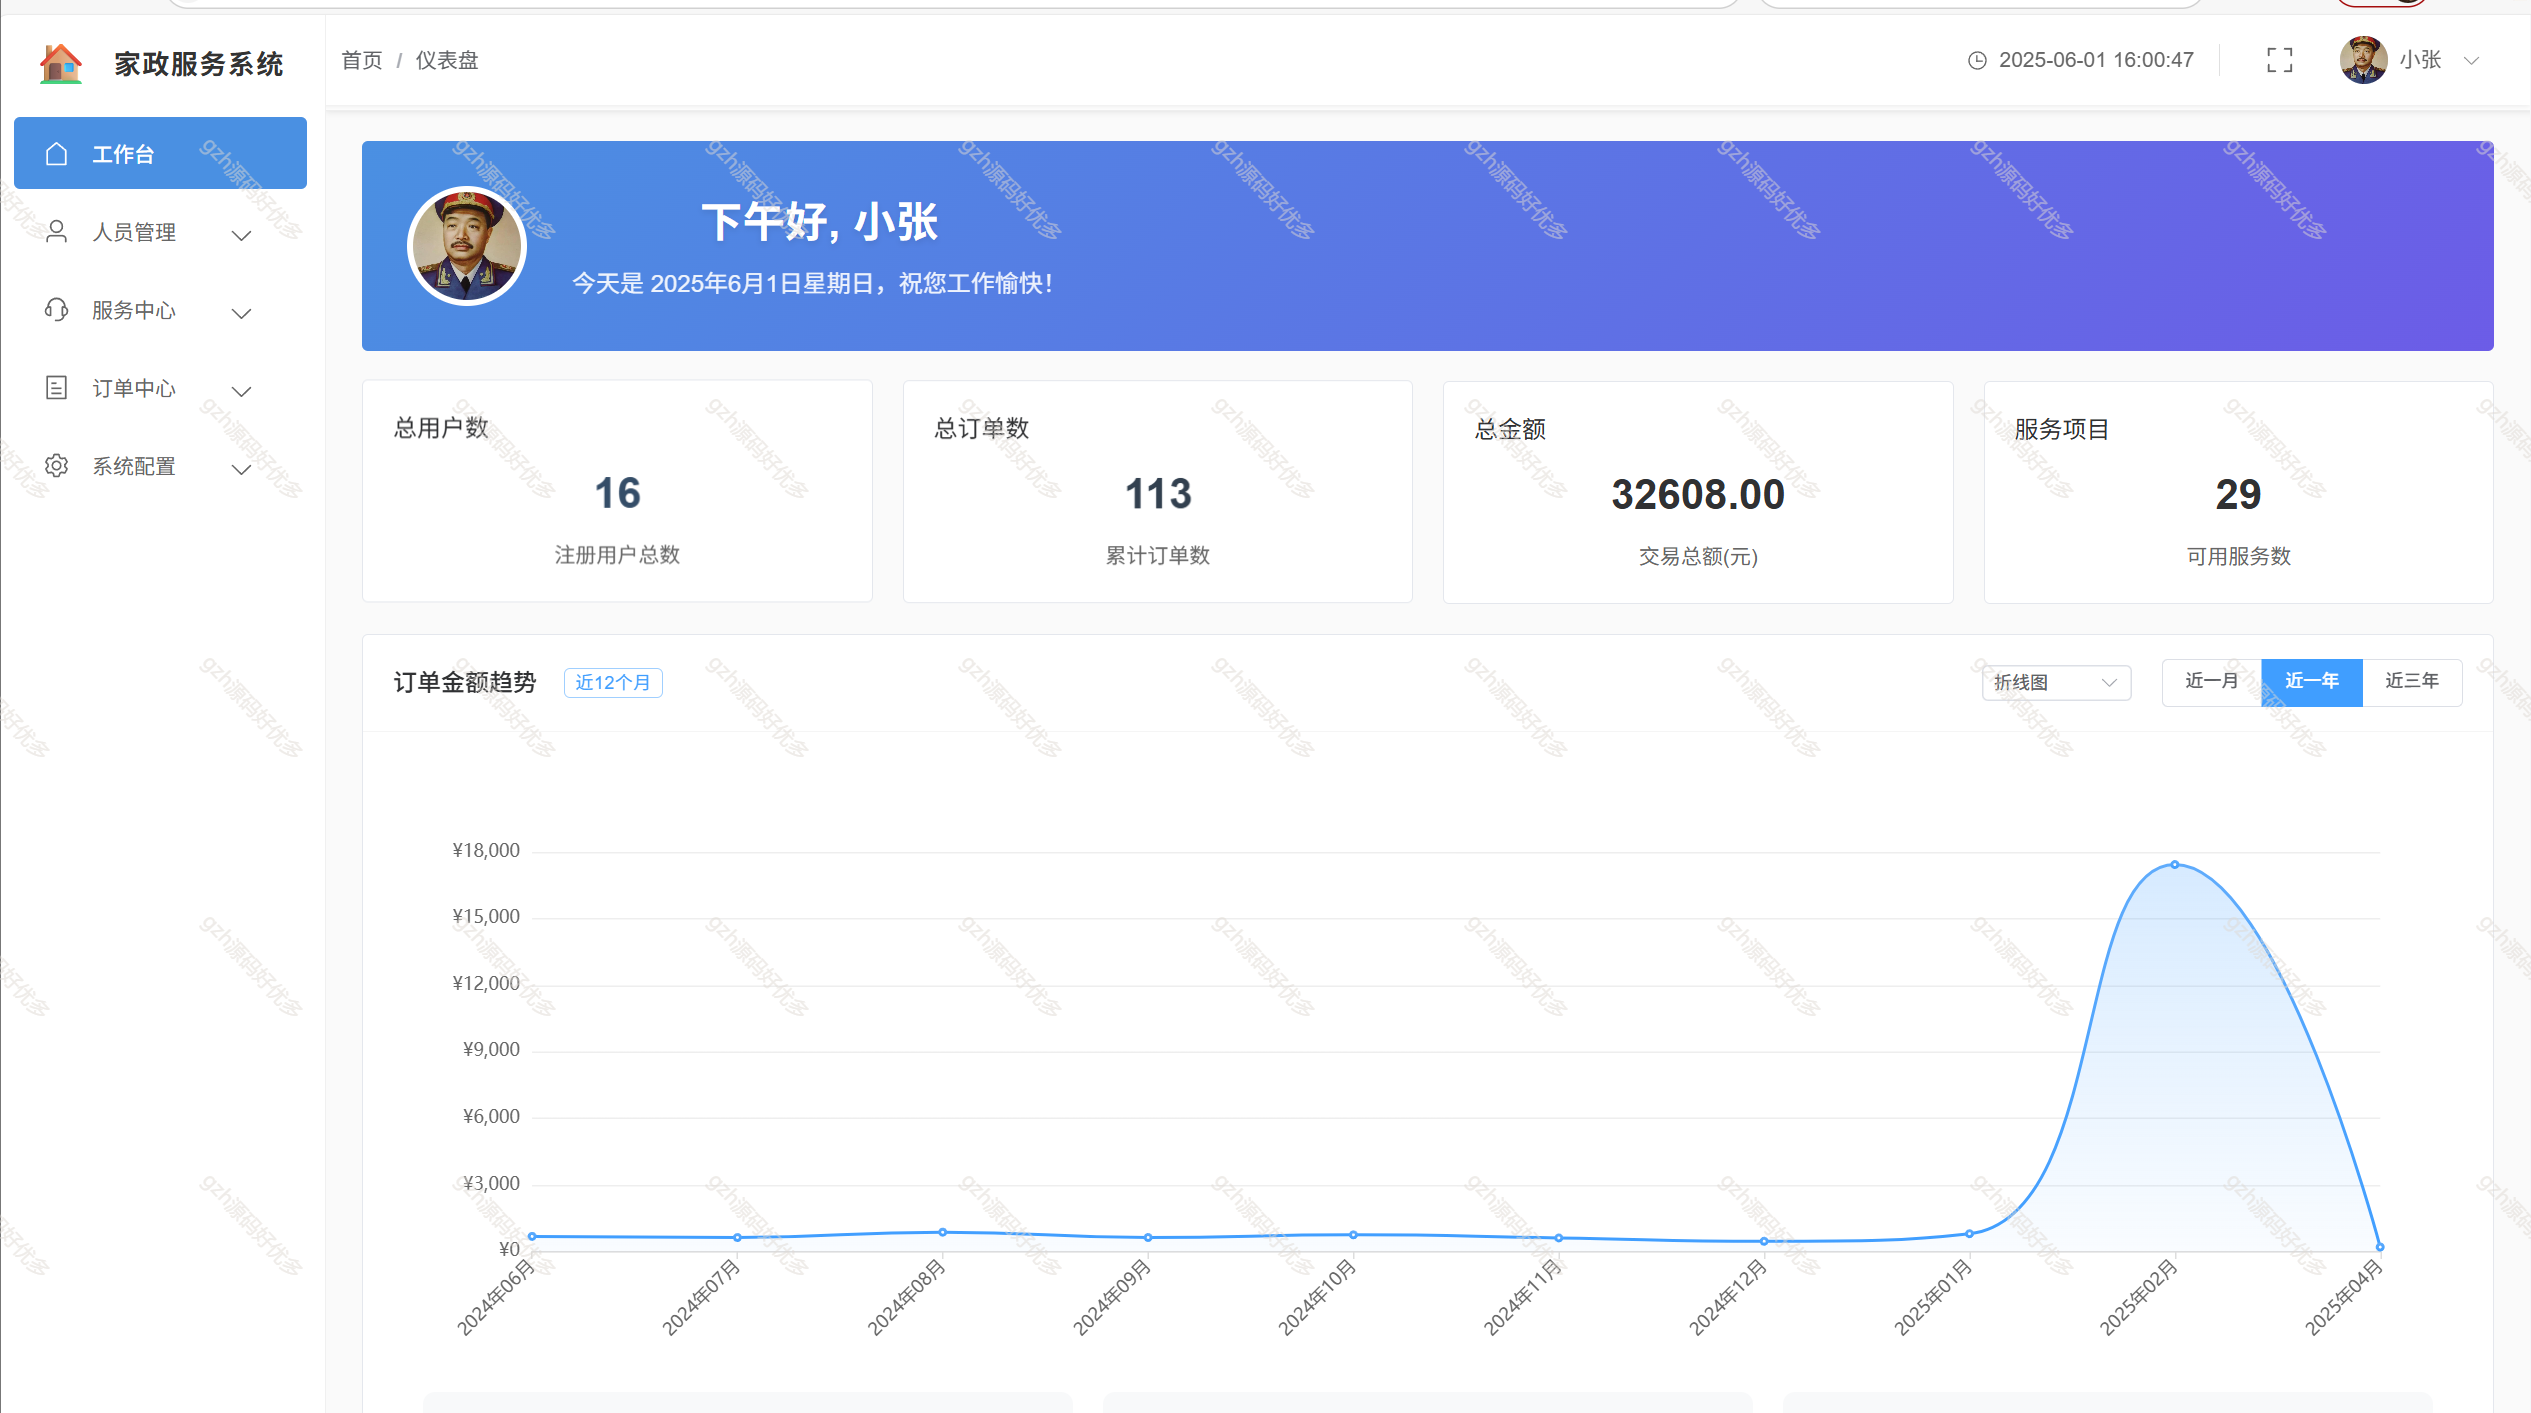 家政服务系统
首页 / 仪表盘
2025-06-01 16:00:47
小张
工作台
人员管理
服务中心
订单中心
系统配置
下午好, 小张
今天是 2025年6月1日星期日，祝您工作愉快！
总用户数
16
注册用户总数
总订单数
113
累计订单数
总金额
32608.00
交易总额(元)
服务项目
29
可用服务数
订单金额趋势
近12个月
折线图
近一月
近一年
近三年
¥18,000
¥15,000
¥12,000
¥9,000
¥6,000
¥3,000
¥0
2024年06月
2024年07月
2024年08月
2024年09月
2024年10月
2024年11月
2024年12月
2025年01月
2025年02月
2025年04月
gzh源码好优多